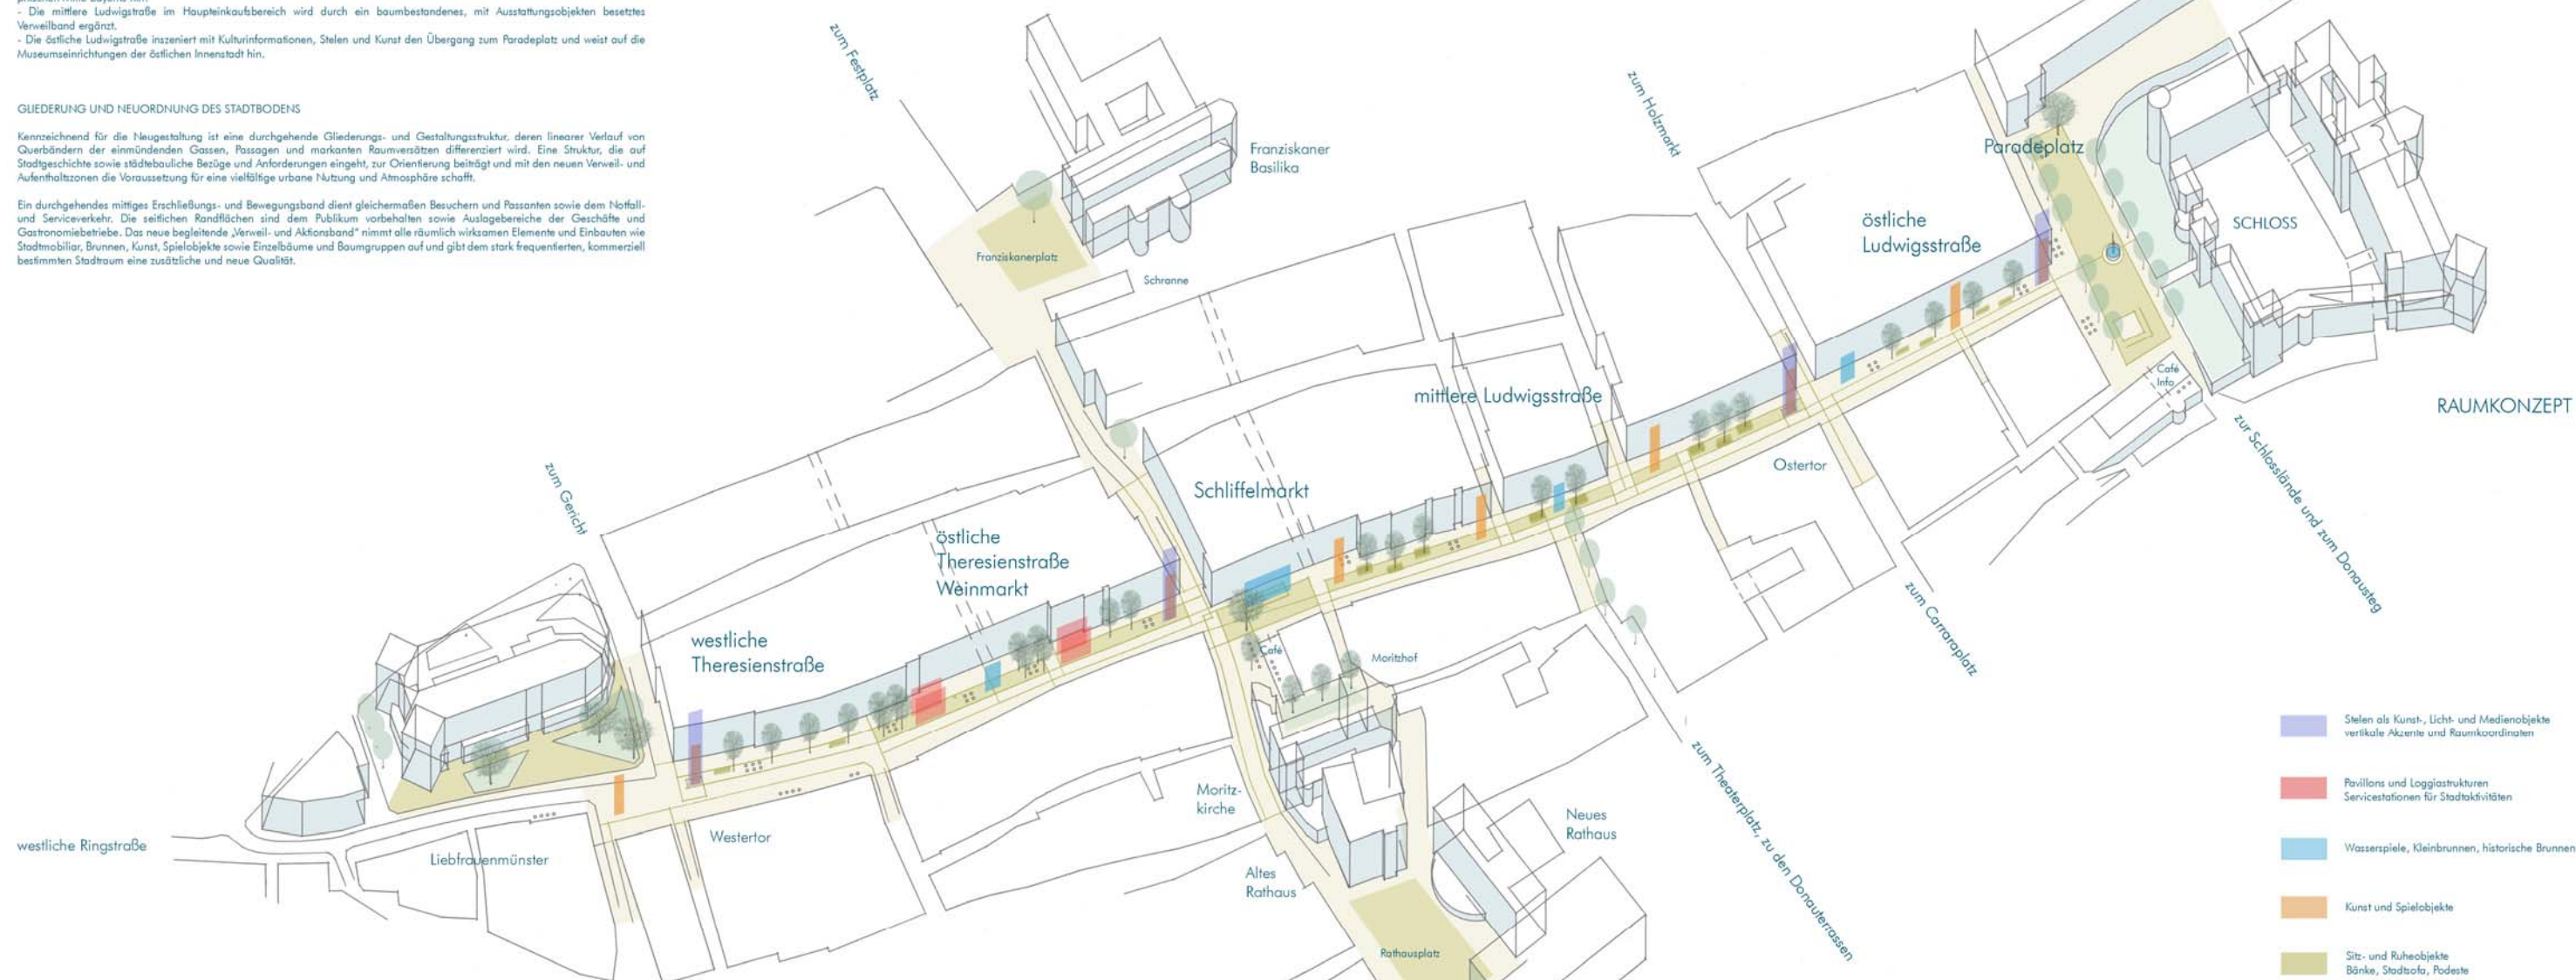 - Die mittlere Ludwigstraße im Haupteinkaufsbereich wird durch ein baumbestandenes, mit Ausstattungsobjekten besetztes
Verweilband ergänzt.
- Die östliche Ludwigstraße inszeniert mit Kulturinformationen, Stelen und Kunst den Übergang zum Paradeplatz und weist auf die
Museumseinrichtungen der östlichen Innenstadt hin.
GLIEDERUNG UND NEUORDNUNG DES STADTBODENS
Kennzeichnend für die Neugestaltung ist eine durchgehende Gliederungs- und Gestaltungsstruktur, deren linearer Verlauf von
Querbändern der einmündenden Gassen, Passagen und markanten Raumversätzen differenziert wird. Eine Struktur, die auf
Stadtgeschichte sowie städtebauliche Bezüge und Anforderungen eingeht, zur Orientierung beiträgt und mit den neuen Verweil- und
Aufenthaltszonen die Voraussetzung für eine vielfältige urbane Nutzung und Atmosphäre schafft.
Ein durchgehendes mittiges Erschließungs- und Bewegungsband dient gleichermaßen Besuchern und Passanten sowie dem Notfall-
und Serviceverkehr. Die seitlichen Randflächen sind dem Publikum vorbehalten sowie Auslagebereiche der Geschäfte und
Gastronomiebetriebe. Das neue begleitende „Verweil- und Aktionsband" nimmt alle räumlich wirksamen Elemente und Einbauten wie
Stadtmobiliar, Brunnen, Kunst, Spielobjekte sowie Einzelbäume und Baumgruppen auf und gibt dem stark frequentierten, kommerziell
bestimmten Stadtraum eine zusätzliche und neue Qualität.
zum Festplatz
Franziskaner
Basilika
zum Holzmarkt
Paradeplatz
SCHLOSS
östliche
Ludwigsstraße
Franziskanerplatz
Schranne
Café
Info
RAUMKONZEPT
mittlere Ludwigsstraße
zur Schlosslände und zum Donausteg
Ostertor
zum Gericht
Schliffelmarkt
östliche
Theresienstraße
Weinmarkt
zum Carraraplatz
westliche
Theresienstraße
Café
Moritzhof
Stelen als Kunst-, Licht- und Medienobjekte
vertikale Akzente und Raumkoordinaten
zum Theaterplatz, zu den Donauterrassen
Pavillons und Loggiastrukturen
Servicestationen für Stadtaktivitäten
Moritz-
kirche
Neues
Rathaus
westliche Ringstraße
Westertor
Liebfrauenmünster
Wasserspiele, Kleinbrunnen, historische Brunnen
Altes
Rathaus
Kunst und Spielobjekte
Rathausplatz
Sitz- und Ruheobjekte
Bänke, Stadtsofa, Podeste